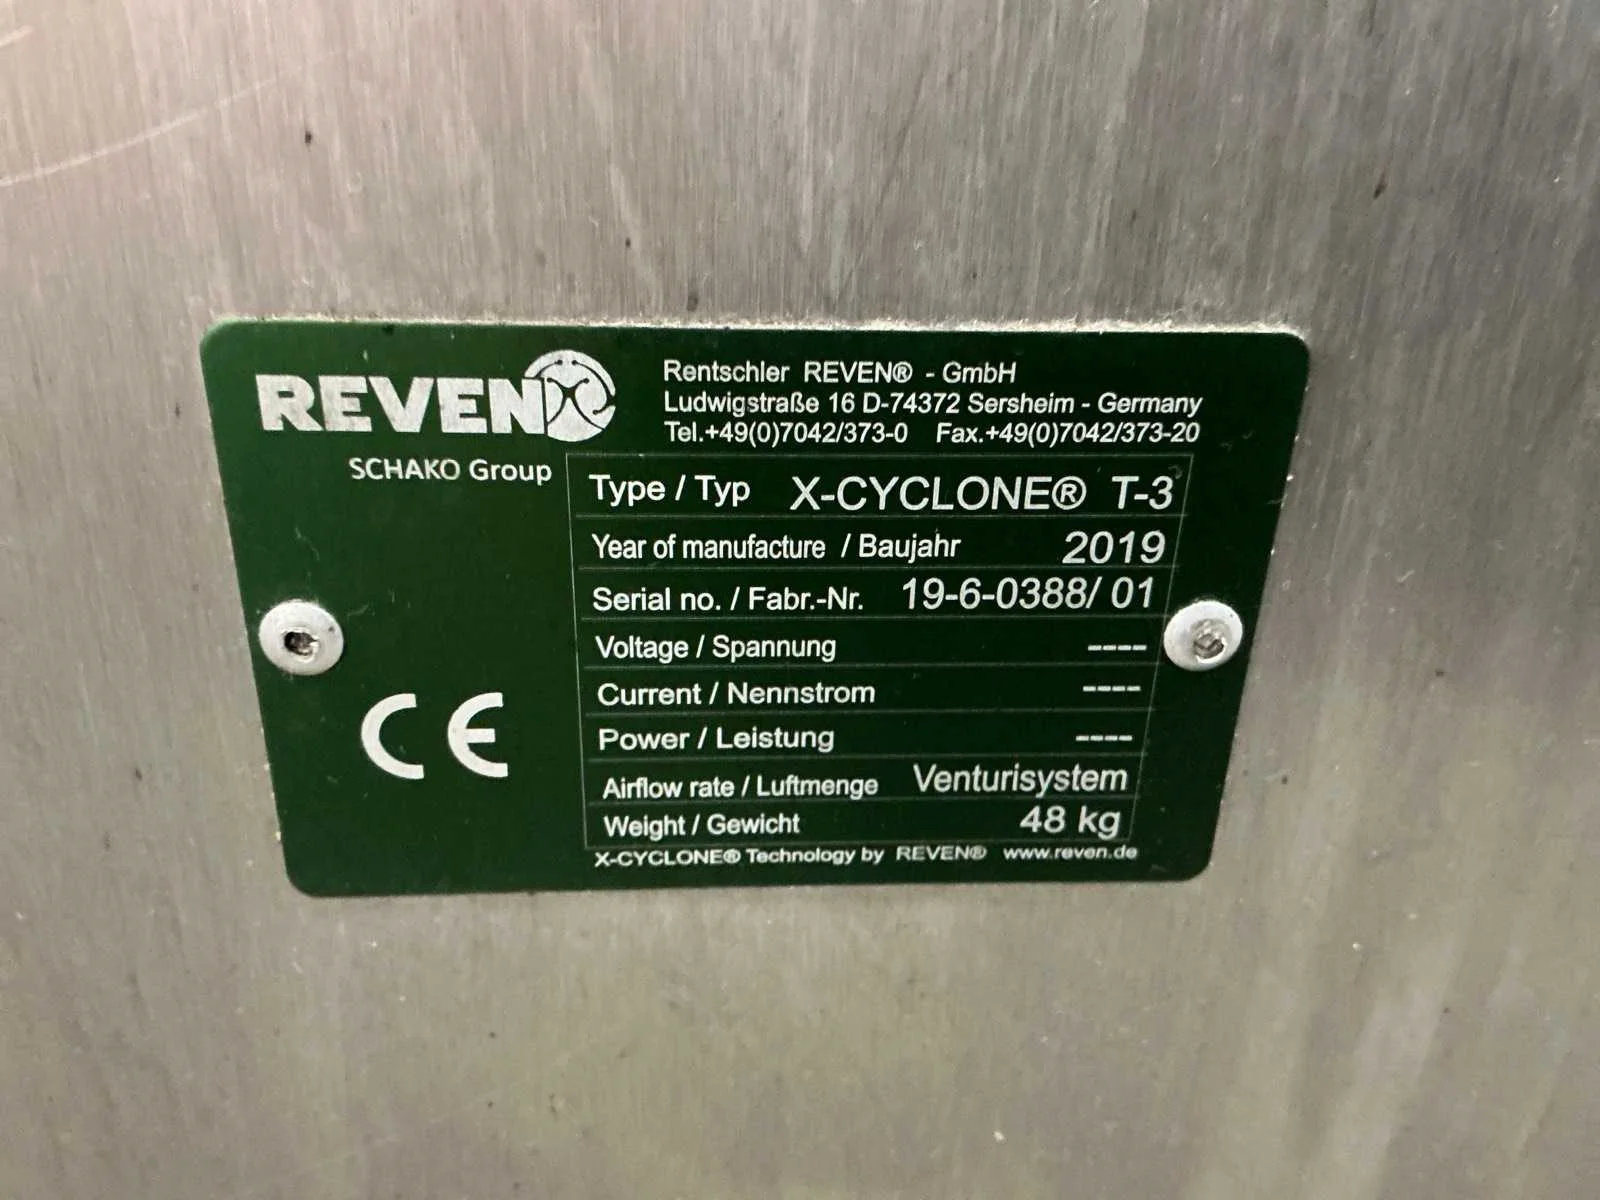 REVEN
SCHAKO Group
Rentschler REVEN® - GmbH
Ludwigstraße 16 D-74372 Sersheim - Germany
Tel.+49(0)7042/373-0 Fax.+49(0)7042/373-20
Type / Typ X-CYCLONE® T-3
Year of manufacture / Baujahr 2019
Serial no. / Fabr.-Nr. 19-6-0388/ 01
Voltage / Spannung ----
Current / Nennstrom ----
Power / Leistung ----
Airflow rate / Luftmenge Venturisystem
Weight / Gewicht 48 kg
X-CYCLONE® Technology by REVEN® www.reven.de
CE